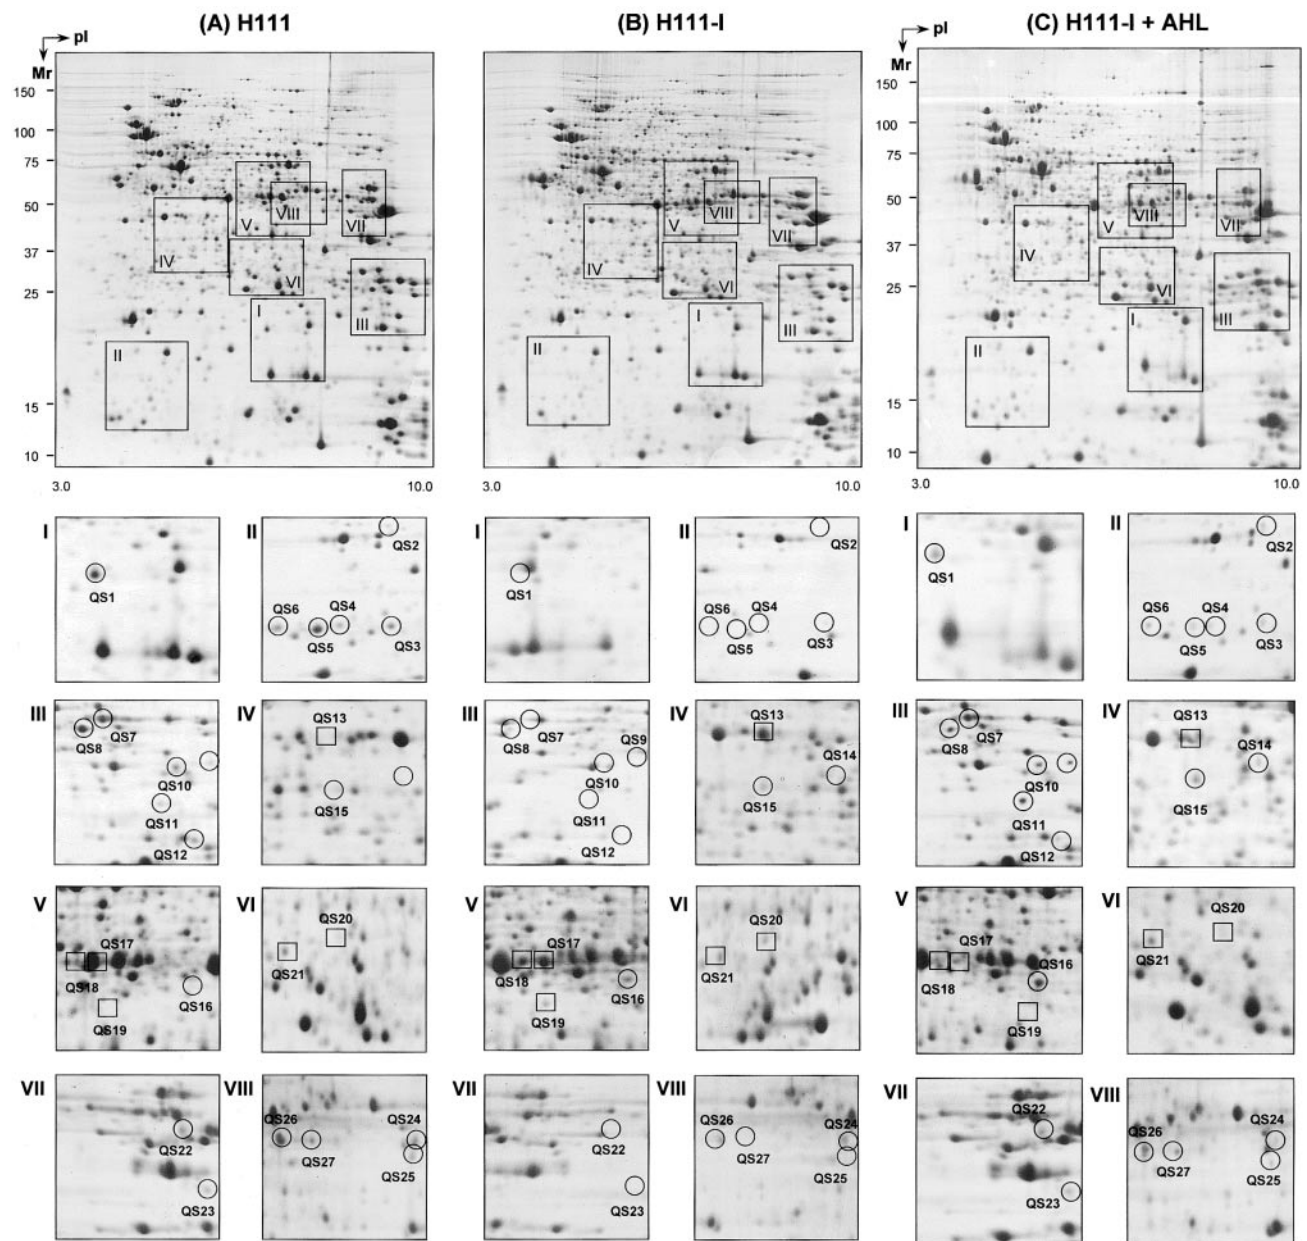 (A) H111 (B) H111-I (C) H111-I + AHL
pI pI
Mr Mr
150 150
100 100
75 75
50 50
37 37
25 25
15 15
10 10
V VIII VII V VIII VII V VIII VII
IV VI IV VI IV VI
I III I III I III
II II II
3.0 10.0 3.0 10.0 3.0 10.0
I II I II I II
QS2 QS2 QS2
QS1 QS1 QS1
QS6 QS4 QS6 QS4 QS6 QS4
QS5 QS3 QS5 QS3 QS5 QS3
III IV III IV III IV
QS13 QS13 QS13
QS8 QS7 QS8 QS7 QS9 QS14 QS8 QS7 QS14
QS10 QS15 QS10 QS15 QS10 QS15
QS11 QS11 QS11
QS12 QS12 QS12
V VI V VI V VI
QS20 QS20 QS20
QS17 QS17 QS17
QS18 QS16 QS21 QS18 QS16 QS21 QS18 QS16 QS21
QS19 QS19 QS19
VII VIII VII VIII VII VIII
QS26 QS24 QS26 QS24 QS22 QS26 QS24
QS22 QS27 QS25 QS22 QS27 QS25 QS27 QS25
QS23 QS23 QS23